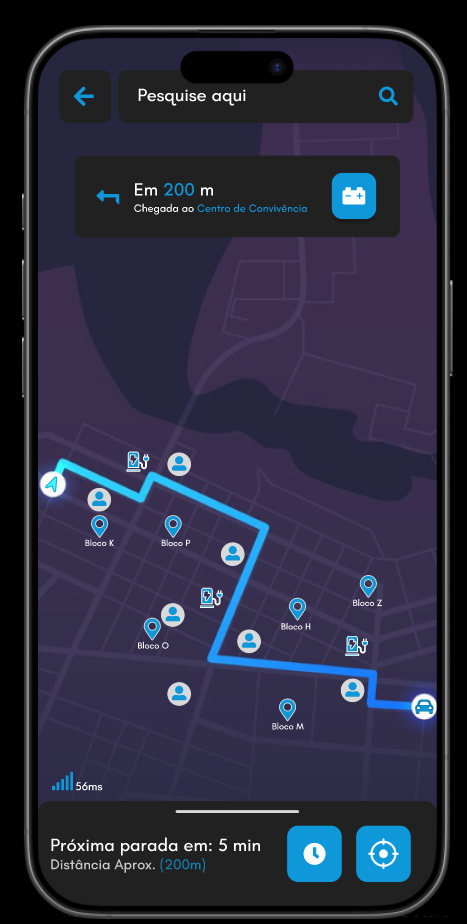 Pesquise aqui
Em 200 m
Chegada ao Centro de Convivência
Bloco K
Bloco P
Bloco Z
Bloco H
Bloco O
Bloco M
56ms
Próxima parada em: 5 min
Distância Aprox. (200m)